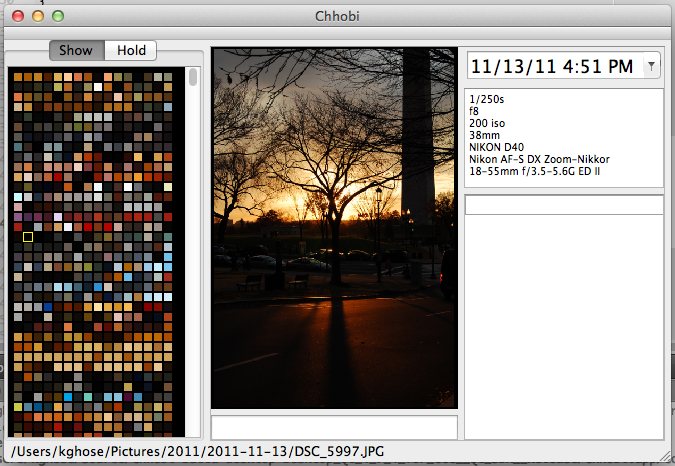 Chhobi
Show Hold
11/13/11 4:51 PM
1/250s
f8
200 iso
38mm
NIKON D40
Nikon AF-S DX Zoom-Nikkor
18-55mm f/3.5-5.6G ED II
/Users/kghose/Pictures/2011/2011-11-13/DSC_5997.JPG